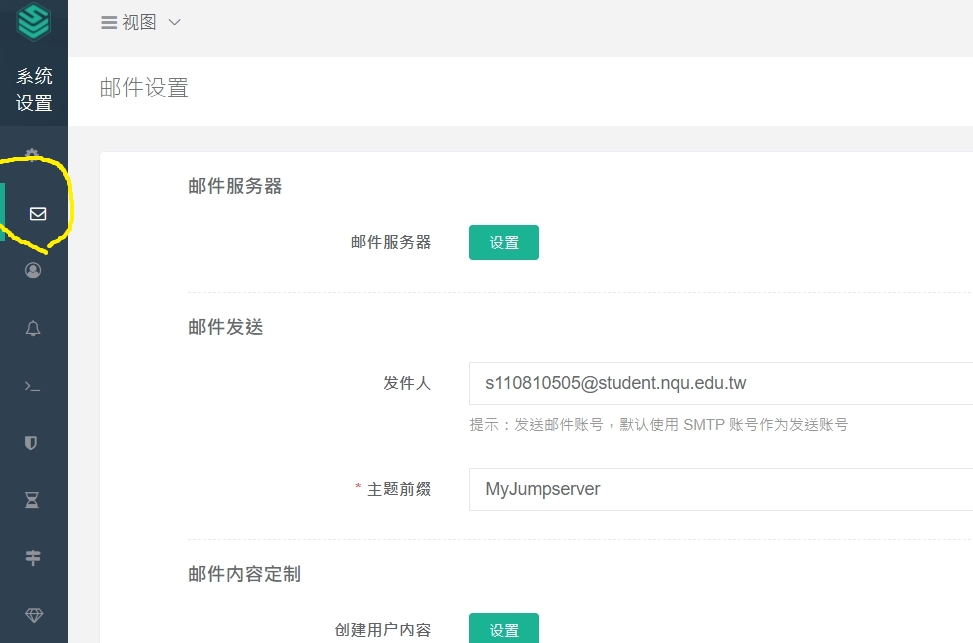 视图
系统
设置
邮件设置
邮件服务器
邮件服务器 设置
邮件发送
发件人 s110810505@student.nqu.edu.tw
提示：发送邮件账号，默认使用 SMTP 账号作为发送账号
* 主题前缀 MyJumpserver
邮件内容定制
创建用户内容 设置